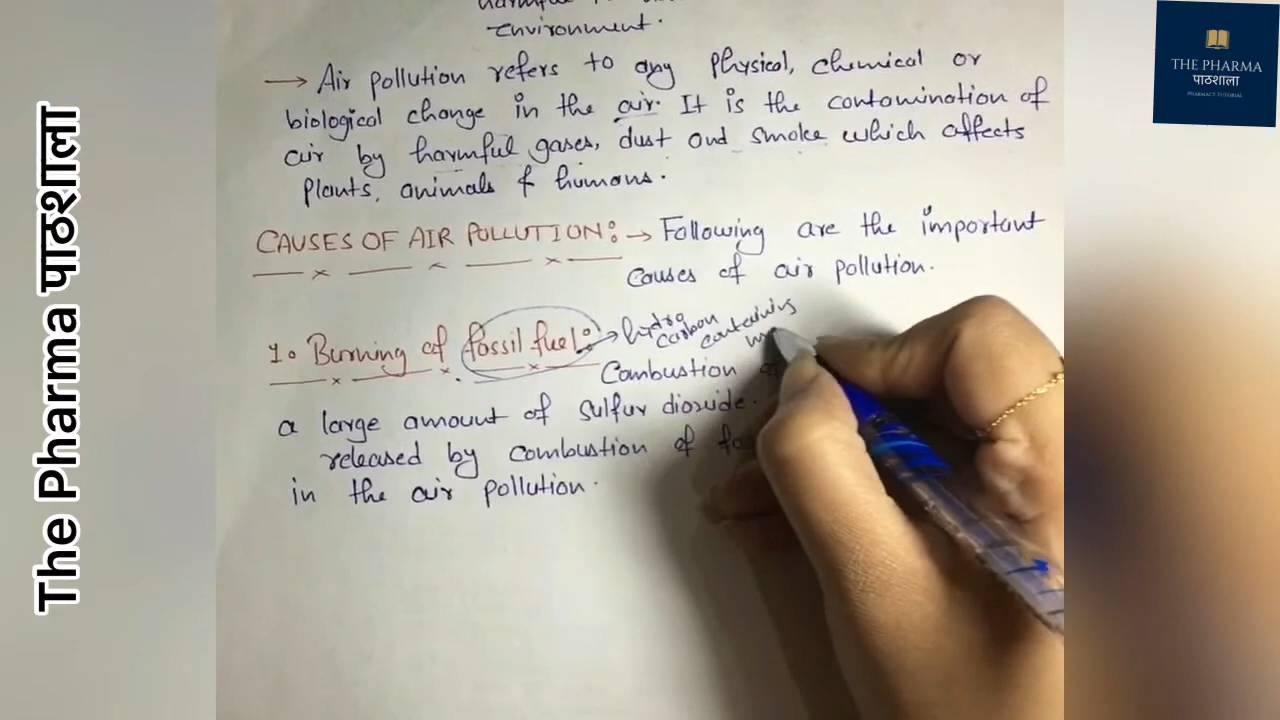 environment.
→ Air pollution refers to any physical, chemical or
biological change in the air. It is the contamination of
air by harmful gases, dust and smoke which affects
plants, animals & humans.
CAUSES OF AIR POLLUTION:→ Following are the important
causes of air pollution.
1. Burning of fossil fuel:→ hydro
carbon
containing
Combustion
a large amount of sulfur dioxide.
released by combustion of
in the air pollution.
The Pharma पाठशाला
THE PHARMA
पाठशाला
PHARMACY TUTORIAL